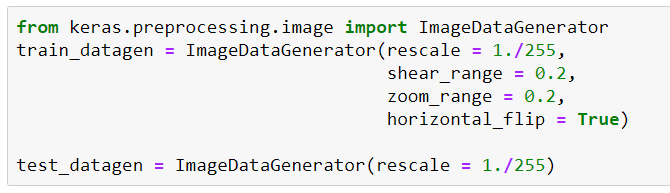 from keras.preprocessing.image import ImageDataGenerator
train_datagen = ImageDataGenerator(rescale = 1./255,
                                   shear_range = 0.2,
                                   zoom_range = 0.2,
                                   horizontal_flip = True)

test_datagen = ImageDataGenerator(rescale = 1./255)